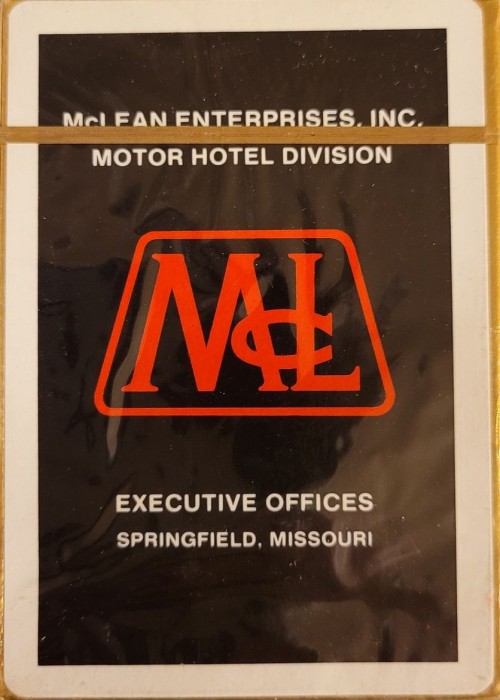 McLEAN ENTERPRISES, INC.
MOTOR HOTEL DIVISION
McL
EXECUTIVE OFFICES
SPRINGFIELD, MISSOURI